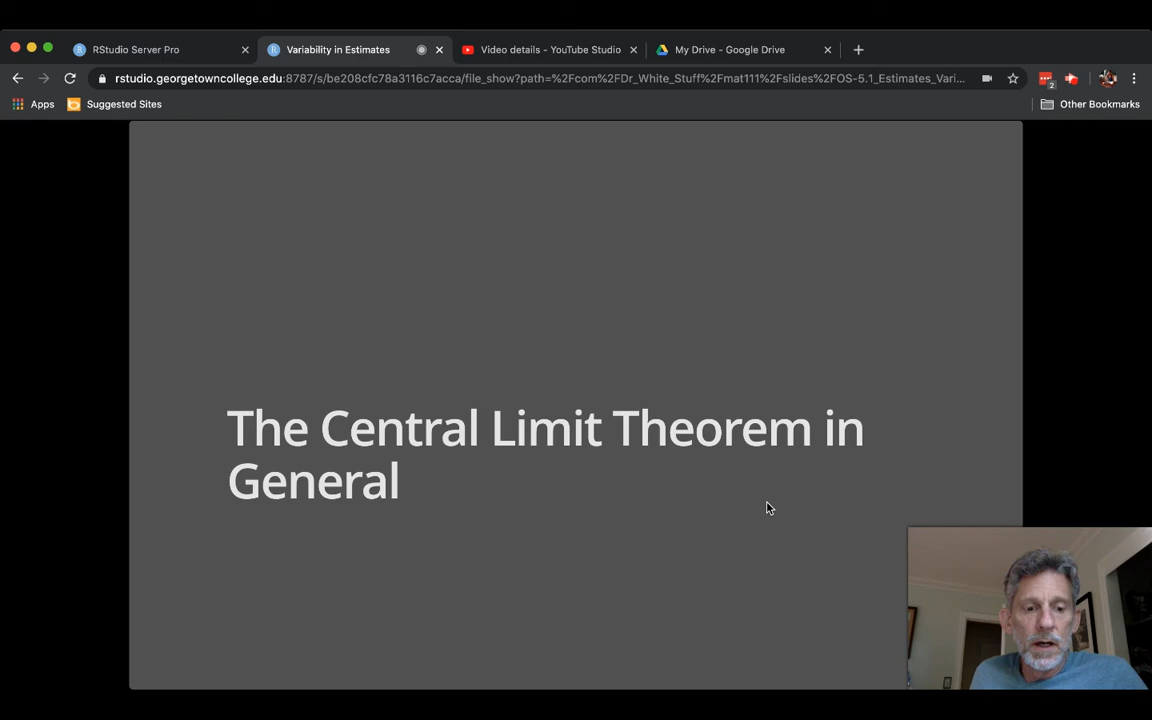 RStudio Server Pro
Variability in Estimates
Video details - YouTube Studio
My Drive - Google Drive
rstudio.georgetowncollege.edu:8787/s/be208cfc78a3116c7acca/file_show?path=%2Fcom%2FDr_White_Stuff%2Fmat111%2Fslides%2FOS-5.1_Estimates_Vari...
2
Apps
Suggested Sites
Other Bookmarks
The Central Limit Theorem in
General